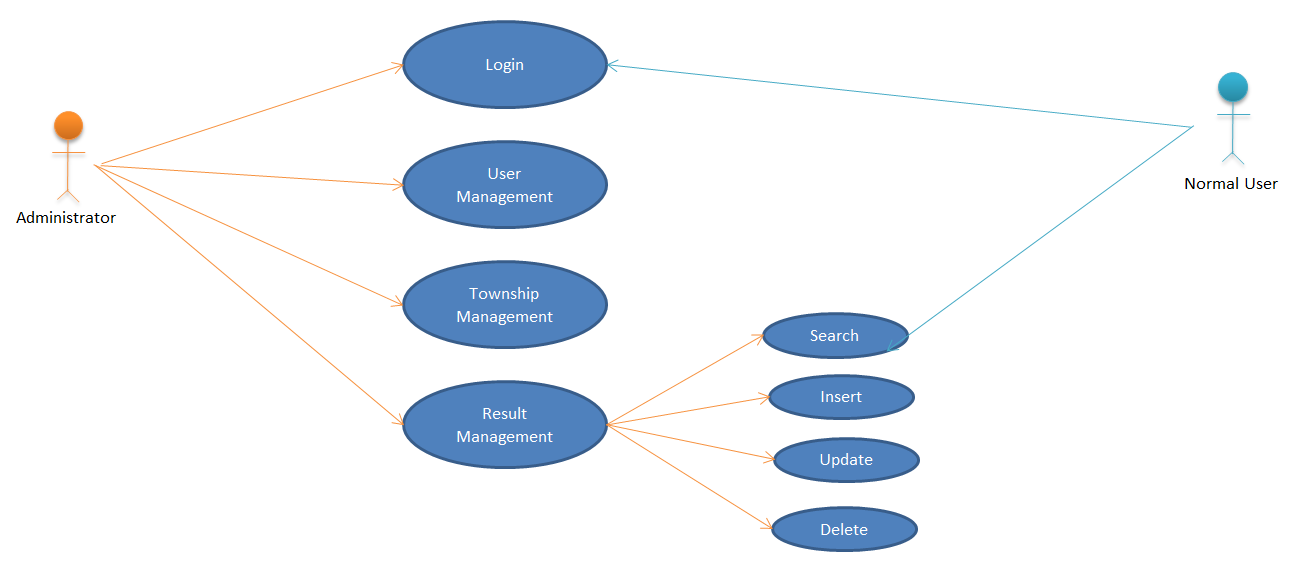 Login
Administrator
Normal User
User
Management
Township
Management
Result
Management
Search
Insert
Update
Delete